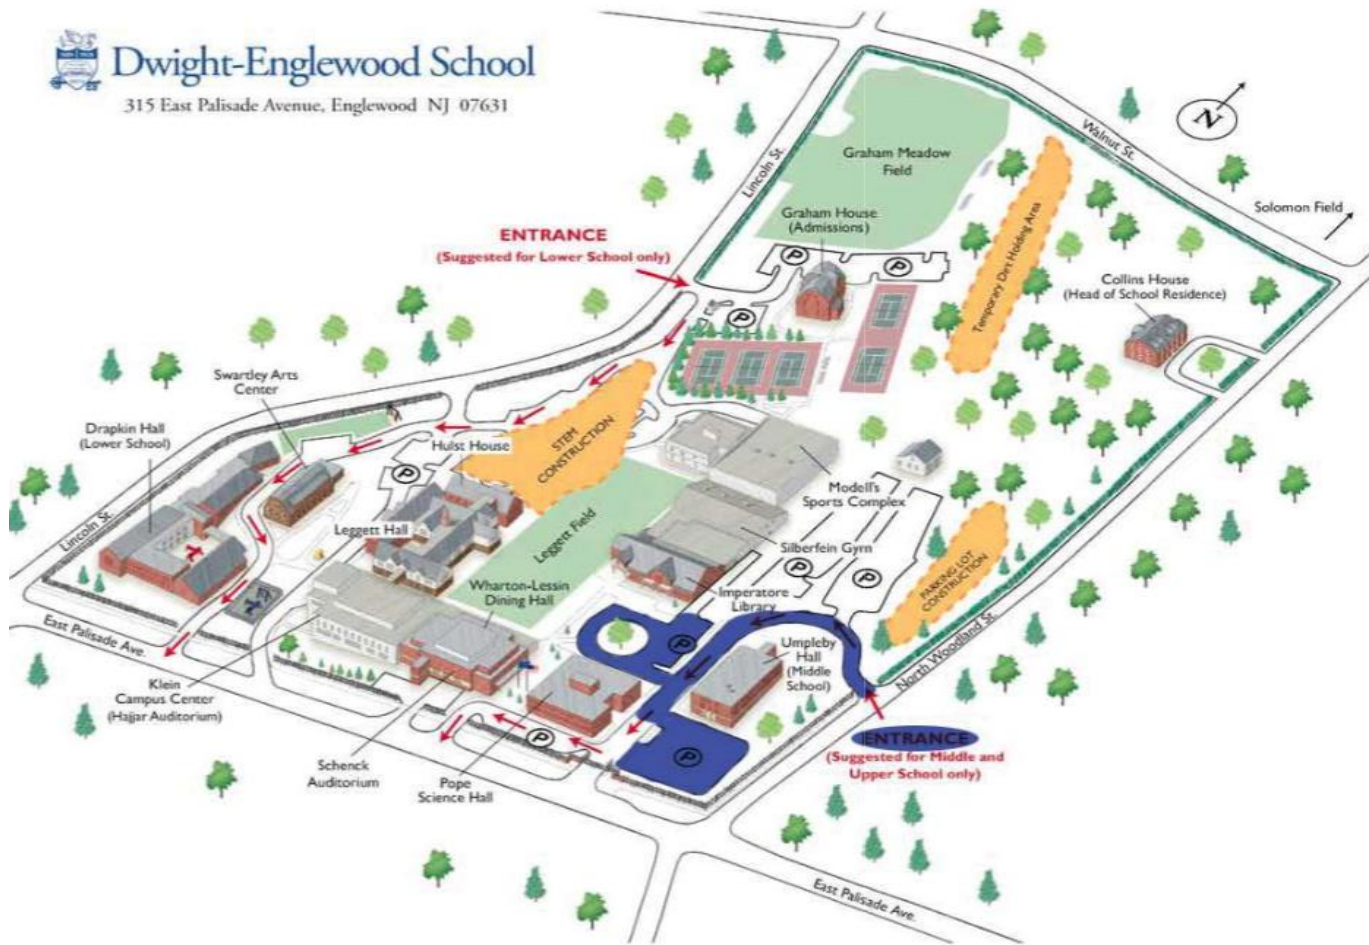 Dwight-Englewood School
315 East Palisade Avenue, Englewood NJ 07631
N
Walnut St.
Lincoln St.
Graham Meadow
Field
Solomon Field
Graham House
(Admissions)
ENTRANCE
(Suggested for Lower School only)
P
P
P
Temporary Dirt Holding Area
Collins House
(Head of School Residence)
Swartley Arts
Center
Drapkin Hall
(Lower School)
Hulst House
STEM
CONSTRUCTION
P
Modell's
Sports Complex
Lincoln St.
Leggett Hall
Leggett Field
Silberfein Gyrn
P
P
PARKING LOT
CONSTRUCTION
Wharton-Lessin
Dining Hall
Imperatore
Library
East Palisade Ave.
P
Umpleby
Hall
(Middle
School)
North Woodland St.
Klein
Campus Center
(Hajjar Auditorium)
P
P
ENTRANCE
(Suggested for Middle and
Upper School only)
Schenck
Auditorium
Pope
Science Hall
East Palisade Ave.